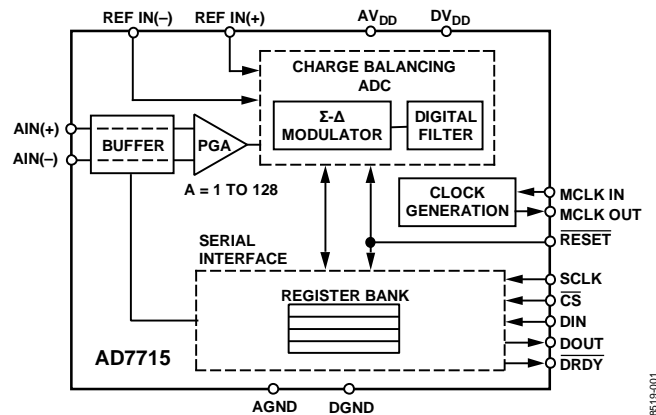 REF IN(–) REF IN(+) AVDD DVDD
CHARGE BALANCING
ADC
Σ-Δ
MODULATOR
DIGITAL
FILTER
AIN(+)
AIN(–)
BUFFER
PGA
A = 1 TO 128
CLOCK
GENERATION
MCLK IN
MCLK OUT
RESET
SERIAL
INTERFACE
REGISTER BANK
SCLK
CS
DIN
DOUT
DRDY
AD7715
AGND DGND
8519-001